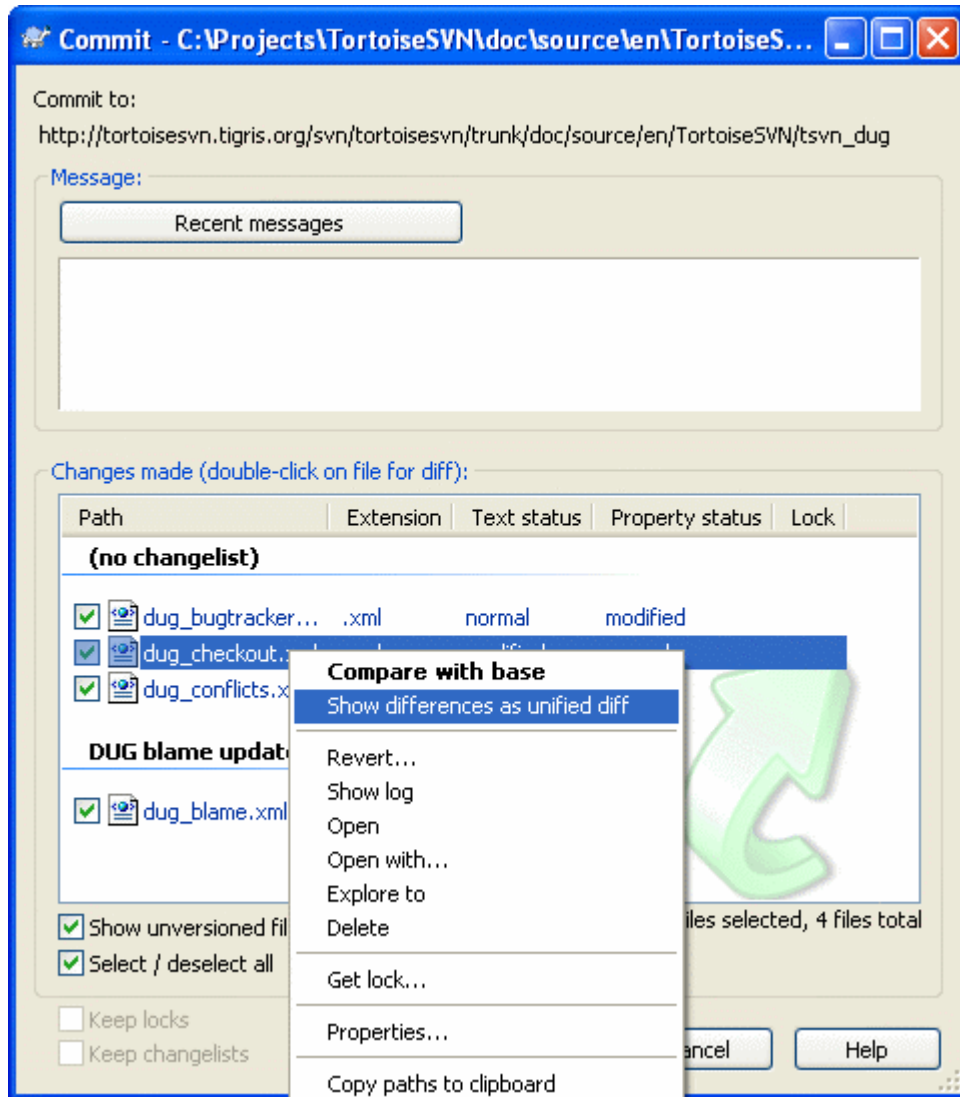 Commit - C:\Projects\TortoiseSVN\doc\source\en\TortoiseS...
Commit to:
http://tortoisesvn.tigris.org/svn/tortoisesvn/trunk/doc/source/en/TortoiseSVN/tsvn_dug
Message:
Recent messages
Changes made (double-click on file for diff):
Path Extension Text status Property status Lock
(no changelist)
dug_bugtracker... .xml normal modified
dug_checkout.
dug_conflicts.x
DUG blame updat
dug_blame.xml
Compare with base
Show differences as unified diff
Revert...
Show log
Open
Open with...
Explore to
Delete
Get lock...
Properties...
Copy paths to clipboard
Show unversioned fil
iles selected, 4 files total
Select / deselect all
Keep locks
Keep changelists
ancel
Help